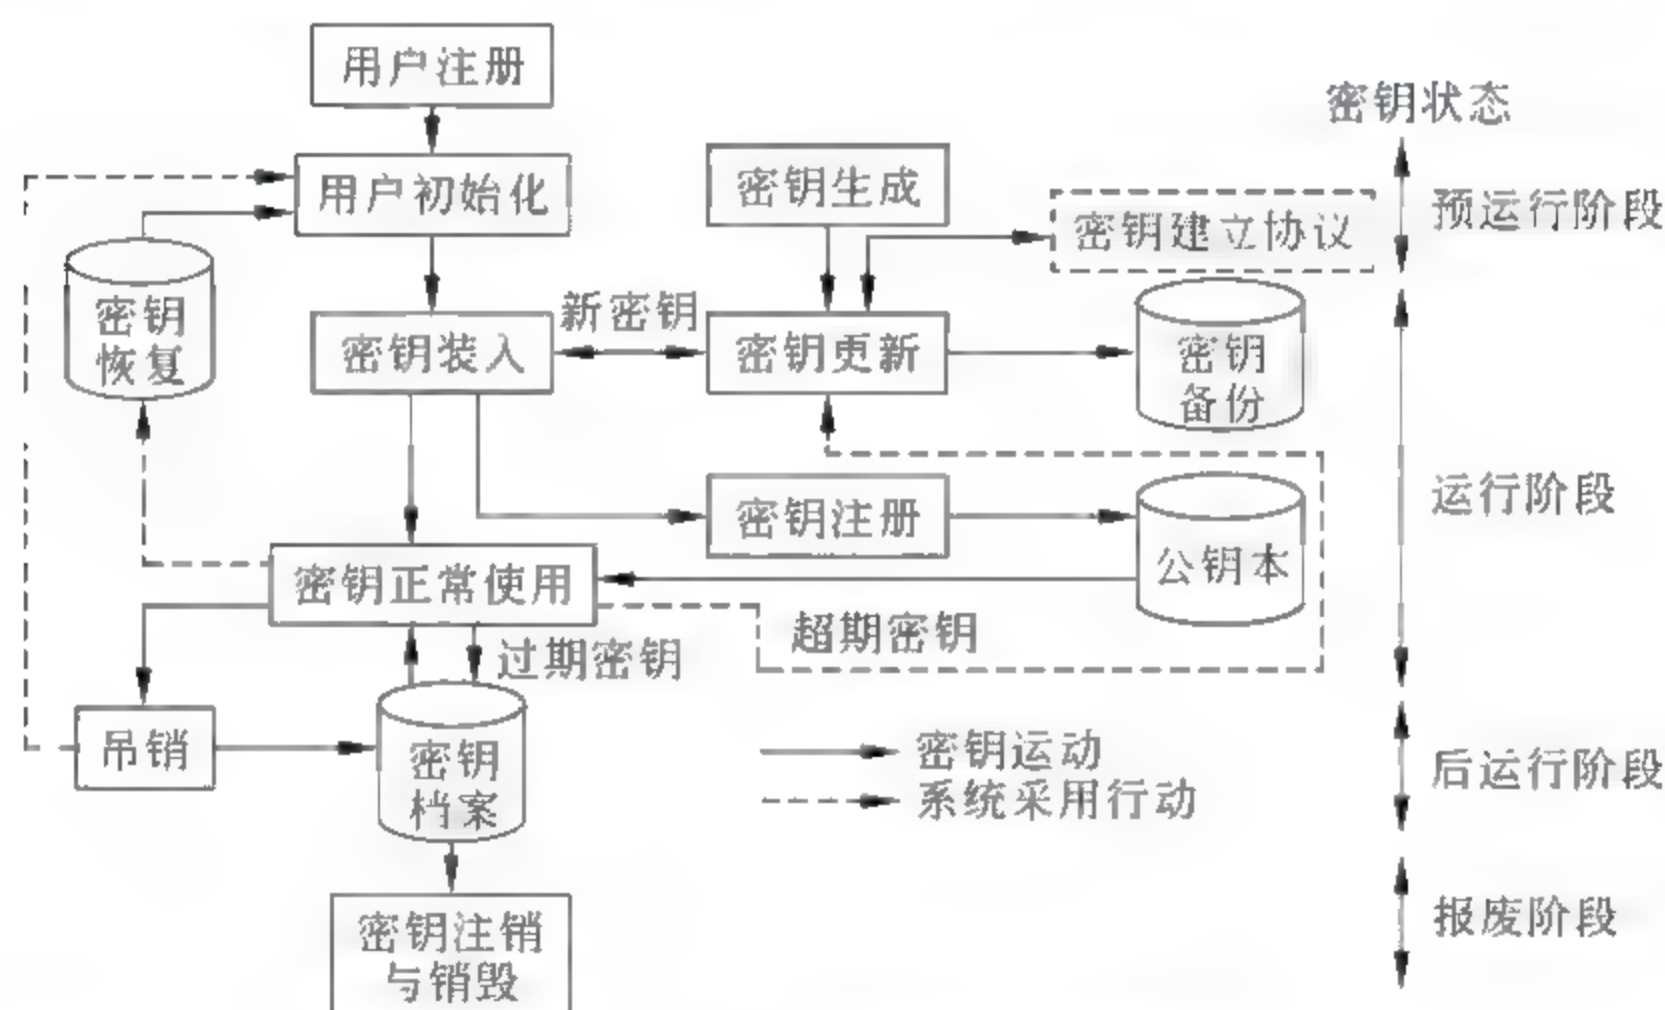 用户注册
密钥状态
用户初始化
密钥生成
密钥建立协议
预运行阶段
密钥
恢复
密钥装入
新密钥
密钥更新
密钥
备份
密钥注册
公钥本
运行阶段
密钥正常使用
超期密钥
过期密钥
吊销
密钥
档案
密钥运动
系统采用行动
后运行阶段
密钥注销
与销毁
报废阶段